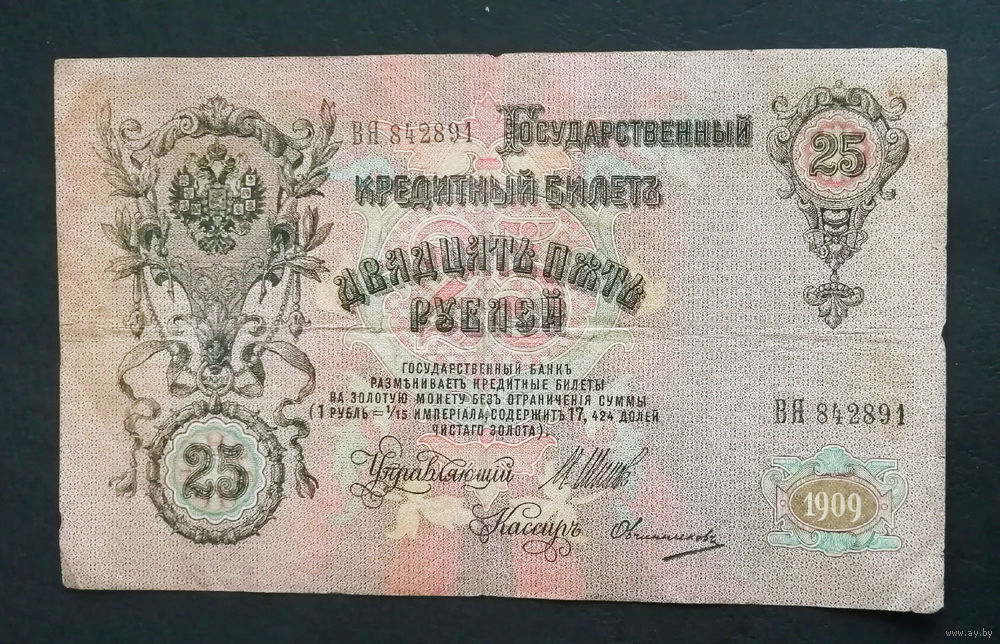 ВЯ 842891
Государственный
25
Кредитный Билетъ
Двадцать пять
рублей
ГОСУДАРСТВЕННЫЙ БАНКЪ
РАЗМѢНИВАЕТЪ КРЕДИТНЫЕ БИЛЕТЫ
НА ЗОЛОТУЮ МОНЕТУ БЕЗЪ ОГРАНИЧЕНІЯ СУММЫ
(1 РУБЛЬ = 1/15 ИМПЕРІАЛА, СОДЕРЖИТЪ 17, 424 ДОЛЕЙ
ЧИСТАГО ЗОЛОТА).
ВЯ 842891
25
Управляющій
И Шипов
1909
Кассиръ
Овчинниковъ
www.ay.by